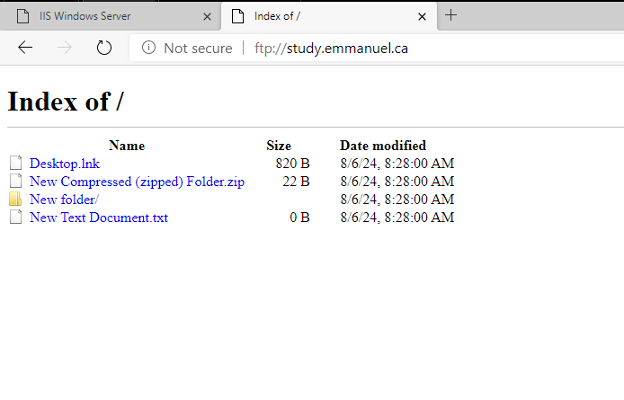 IIS Windows Server
Index of /
Not secure | ftp://study.emmanuel.ca
Index of /
Name Size Date modified
Desktop.lnk 820 B 8/6/24, 8:28:00 AM
New Compressed (zipped) Folder.zip 22 B 8/6/24, 8:28:00 AM
New folder/ 8/6/24, 8:28:00 AM
New Text Document.txt 0 B 8/6/24, 8:28:00 AM